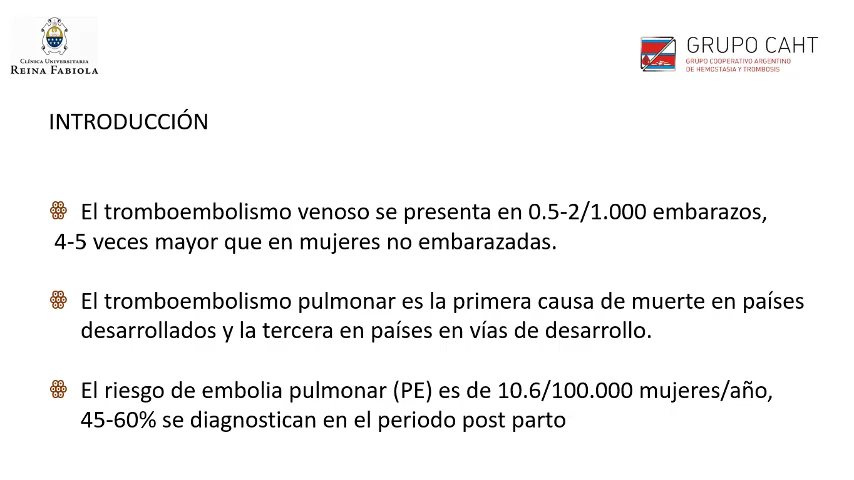 CLÍNICA UNIVERSITARIA
REINA FABIOLA
GRUPO CAHT
GRUPO COOPERATIVO ARGENTINO
DE HEMOSTASIA Y TROMBOSIS
INTRODUCCIÓN
El tromboembolismo venoso se presenta en 0.5-2/1.000 embarazos,
4-5 veces mayor que en mujeres no embarazadas.
El tromboembolismo pulmonar es la primera causa de muerte en países
desarrollados y la tercera en países en vías de desarrollo.
El riesgo de embolia pulmonar (PE) es de 10.6/100.000 mujeres/año,
45-60% se diagnostican en el periodo post parto